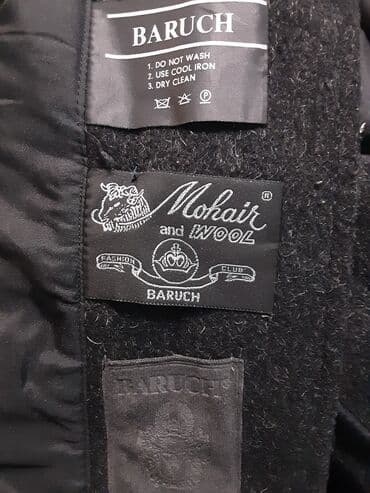 BARUCH
1. DO NOT WASH
2. USE COOL IRON
3. DRY CLEAN
P
Mohair ®
and WOOL
FASHION CLUB
BARUCH
BARUCH